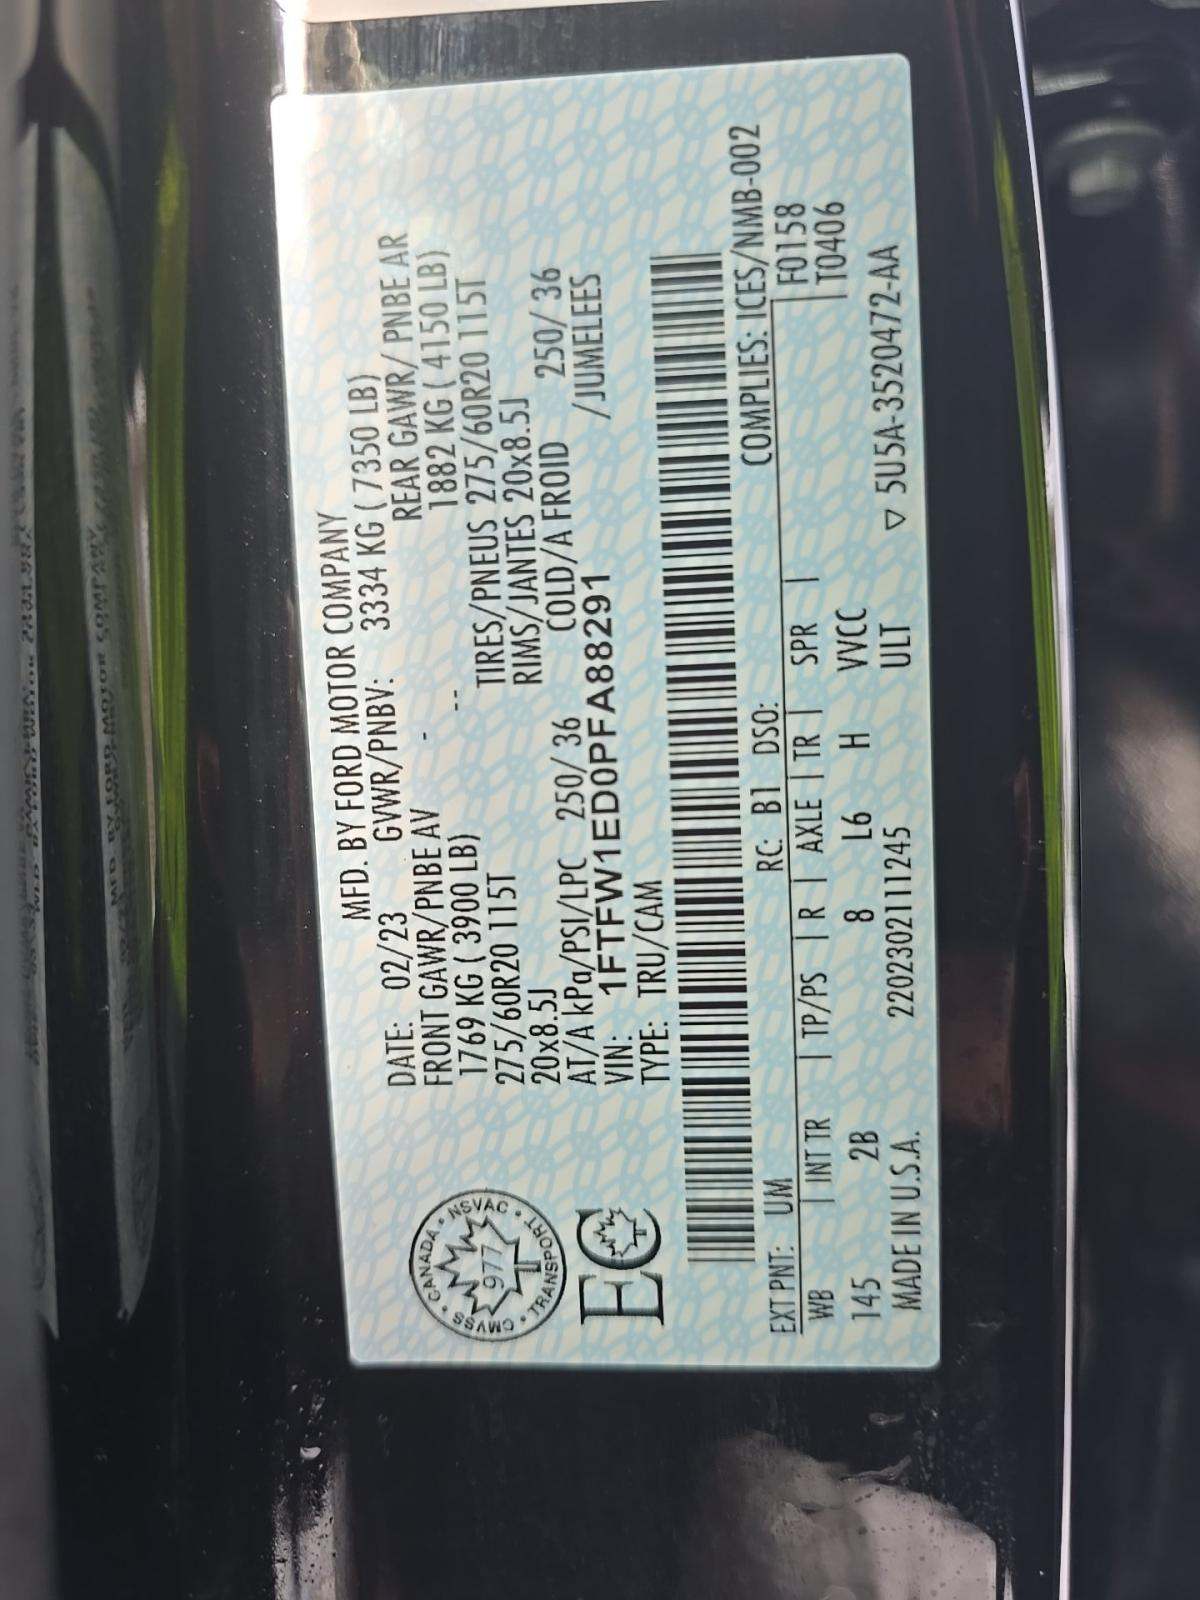 MFD. BY FORD MOTOR COMPANY
DATE: 02/23 GVWR/PNBV: 3334 KG ( 7350 LB)
FRONT GAWR/PNBE AV - REAR GAWR/ PNBE AR
1769 KG ( 3900 LB) -- 1882 KG ( 4150 LB)
275/60R20 115T TIRES/PNEUS 275/60R20 115T
20x8.5J RIMS/JANTES 20x8.5J
AT/A kPa/PSI/LPC 250/ 36 COLD/A FROID 250/ 36
VIN: 1FTFW1ED0PFA88291 /JUMELEES
TYPE: TRU/CAM
CANADA • NSVAC • TRANSPORT • CMVSS •
977
EC
COMPLIES: ICES/NMB-002
EXT PNT: UM RC: B1 DSO: F0158
WB | INT TR | TP/PS | R | AXLE | TR | SPR | T0406
145 2B 8 L6 H VVCC
MADE IN U.S.A. 2202302111245 ULT ▽ 5U5A-3520472-AA